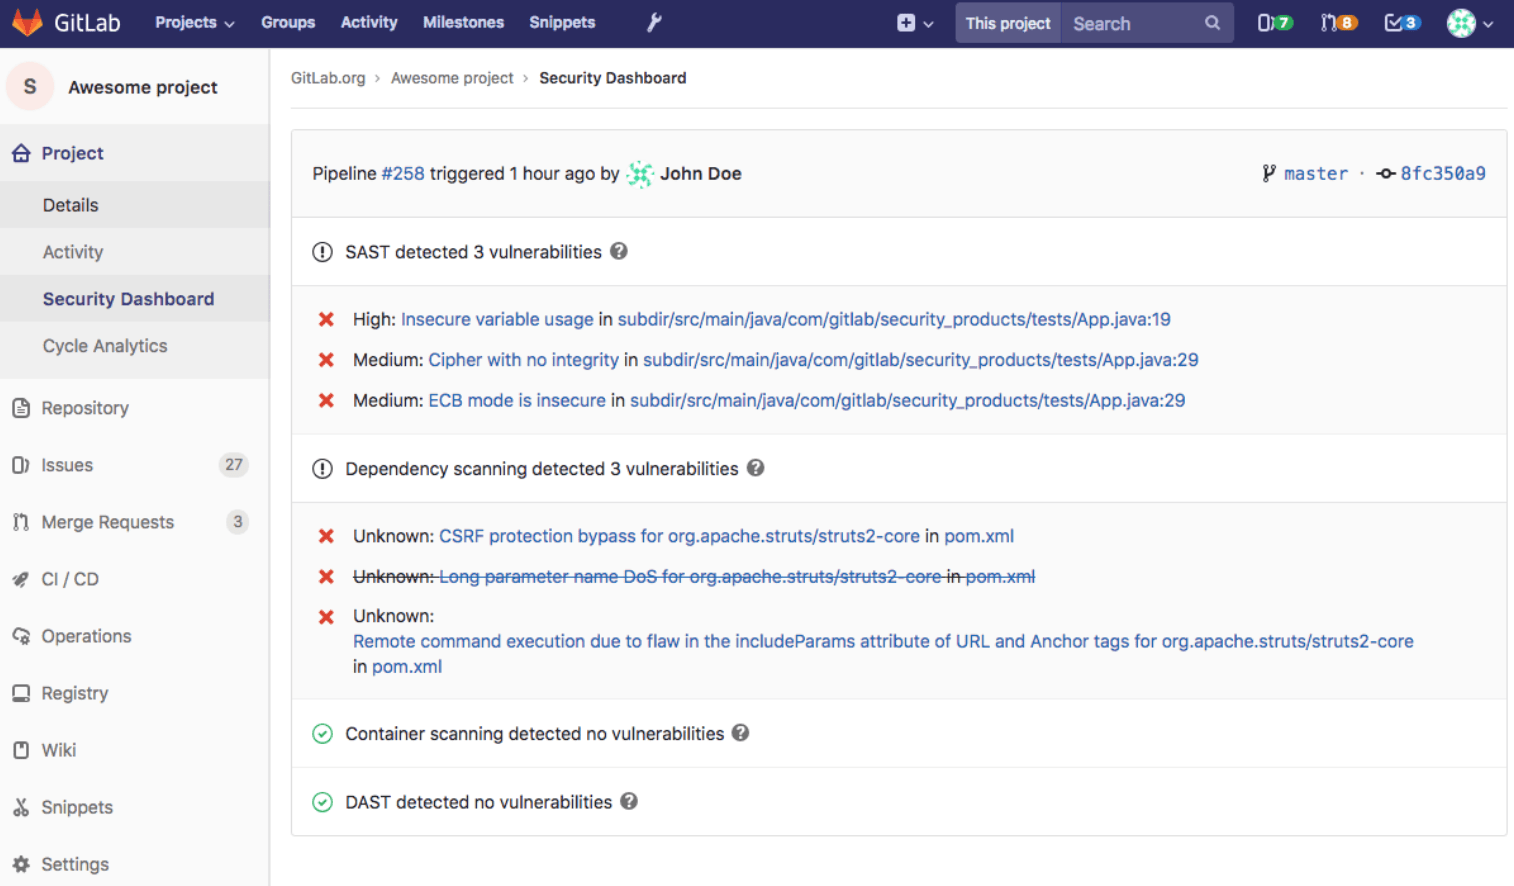 GitLab Projects Groups Activity Milestones Snippets This project Search 7 8 3
S Awesome project
GitLab.org › Awesome project › Security Dashboard
Project
Details
Activity
Security Dashboard
Cycle Analytics
Repository
Issues 27
Merge Requests 3
CI / CD
Operations
Registry
Wiki
Snippets
Settings
Pipeline #258 triggered 1 hour ago by John Doe master · 8fc350a9
SAST detected 3 vulnerabilities
High: Insecure variable usage in subdir/src/main/java/com/gitlab/security_products/tests/App.java:19
Medium: Cipher with no integrity in subdir/src/main/java/com/gitlab/security_products/tests/App.java:29
Medium: ECB mode is insecure in subdir/src/main/java/com/gitlab/security_products/tests/App.java:29
Dependency scanning detected 3 vulnerabilities
Unknown: CSRF protection bypass for org.apache.struts/struts2-core in pom.xml
Unknown: Long parameter name DoS for org.apache.struts/struts2-core in pom.xml
Unknown:
Remote command execution due to flaw in the includeParams attribute of URL and Anchor tags for org.apache.struts/struts2-core
in pom.xml
Container scanning detected no vulnerabilities
DAST detected no vulnerabilities